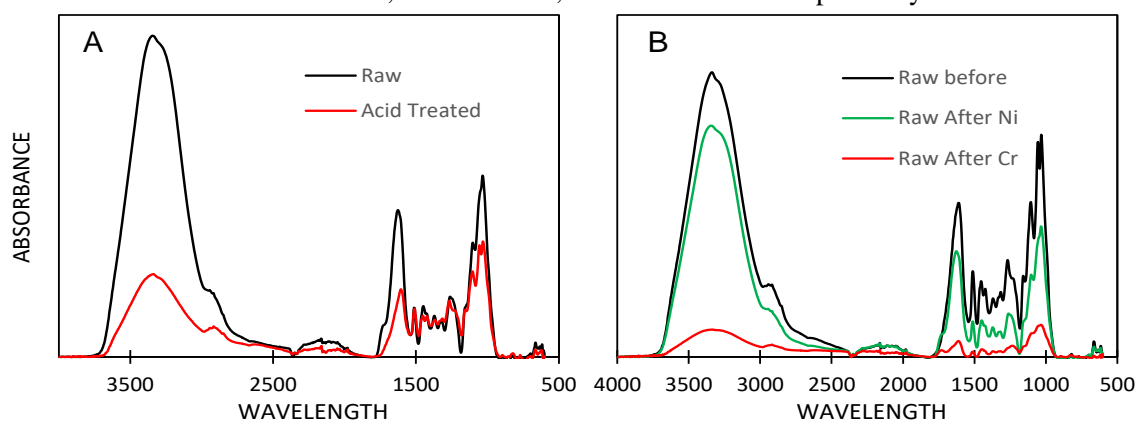 A
Raw
Acid Treated
ABSORBANCE
3500 2500 1500 500
WAVELENGTH
B
Raw before
Raw After Ni
Raw After Cr
4000 3500 3000 2500 2000 1500 1000 500
WAVELENGTH